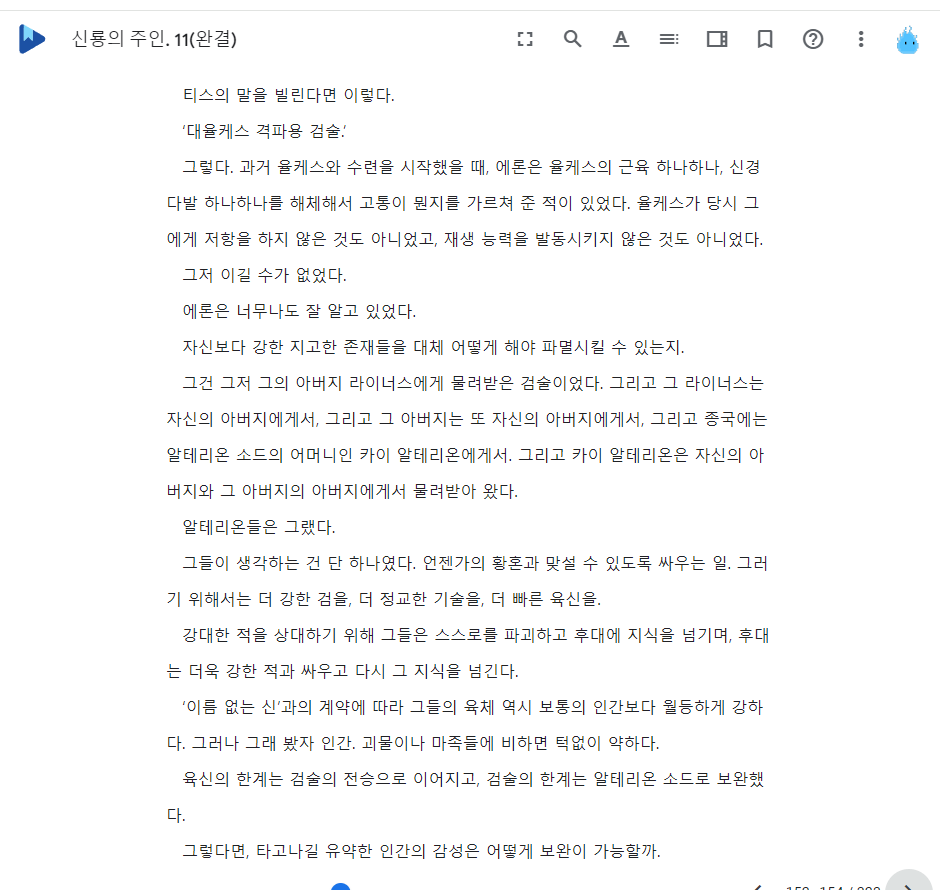 신룡의 주인. 11(완결)
티스의 말을 빌린다면 이렇다.
'대율케스 격파용 검술.'
그렇다. 과거 율케스와 수련을 시작했을 때, 에론은 율케스의 근육 하나하나, 신경
다발 하나하나를 해체해서 고통이 뭔지를 가르쳐 준 적이 있었다. 율케스가 당시 그
에게 저항을 하지 않은 것도 아니었고, 재생 능력을 발동시키지 않은 것도 아니었다.
그저 이길 수가 없었다.
에론은 너무나도 잘 알고 있었다.
자신보다 강한 지고한 존재들을 대체 어떻게 해야 파멸시킬 수 있는지.
그건 그저 그의 아버지 라이너스에게 물려받은 검술이었다. 그리고 그 라이너스는
자신의 아버지에게서, 그리고 그 아버지는 또 자신의 아버지에게서, 그리고 종국에는
알테리온 소드의 어머니인 카이 알테리온에게서. 그리고 카이 알테리온은 자신의 아
버지와 그 아버지의 아버지에게서 물려받아 왔다.
알테리온들은 그랬다.
그들이 생각하는 건 단 하나였다. 언젠가의 황혼과 맞설 수 있도록 싸우는 일. 그러
기 위해서는 더 강한 검을, 더 정교한 기술을, 더 빠른 육신을.
강대한 적을 상대하기 위해 그들은 스스로를 파괴하고 후대에 지식을 넘기며, 후대
는 더욱 강한 적과 싸우고 다시 그 지식을 넘긴다.
'이름 없는 신'과의 계약에 따라 그들의 육체 역시 보통의 인간보다 월등하게 강하
다. 그러나 그래 봤자 인간. 괴물이나 마족들에 비하면 턱없이 약하다.
육신의 한계는 검술의 전승으로 이어지고, 검술의 한계는 알테리온 소드로 보완했
다.
그렇다면, 타고나길 유약한 인간의 감성은 어떻게 보완이 가능할까.